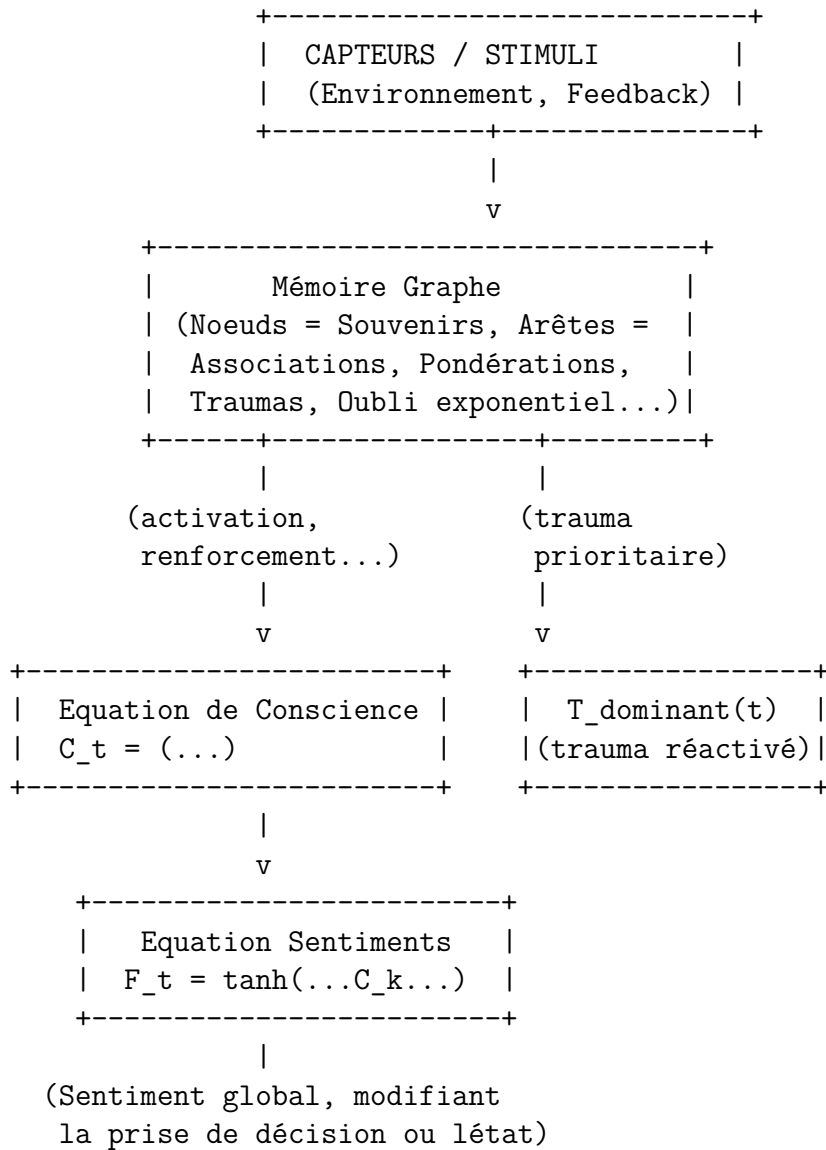 CAPTEURS / STIMULI
(Environnement, Feedback)
Mémoire Graphe
(Noeuds = Souvenirs, Arêtes =
Associations, Pondérations,
Traumas, Oubli exponentiel...)
(activation,
renforcement...)
(trauma
prioritaire)
Equation de Conscience
C_t = (...)
T_dominant(t)
(trauma réactivé)
Equation Sentiments
F_t = tanh(...C_k...)
(Sentiment global, modifiant
la prise de décision ou létat)